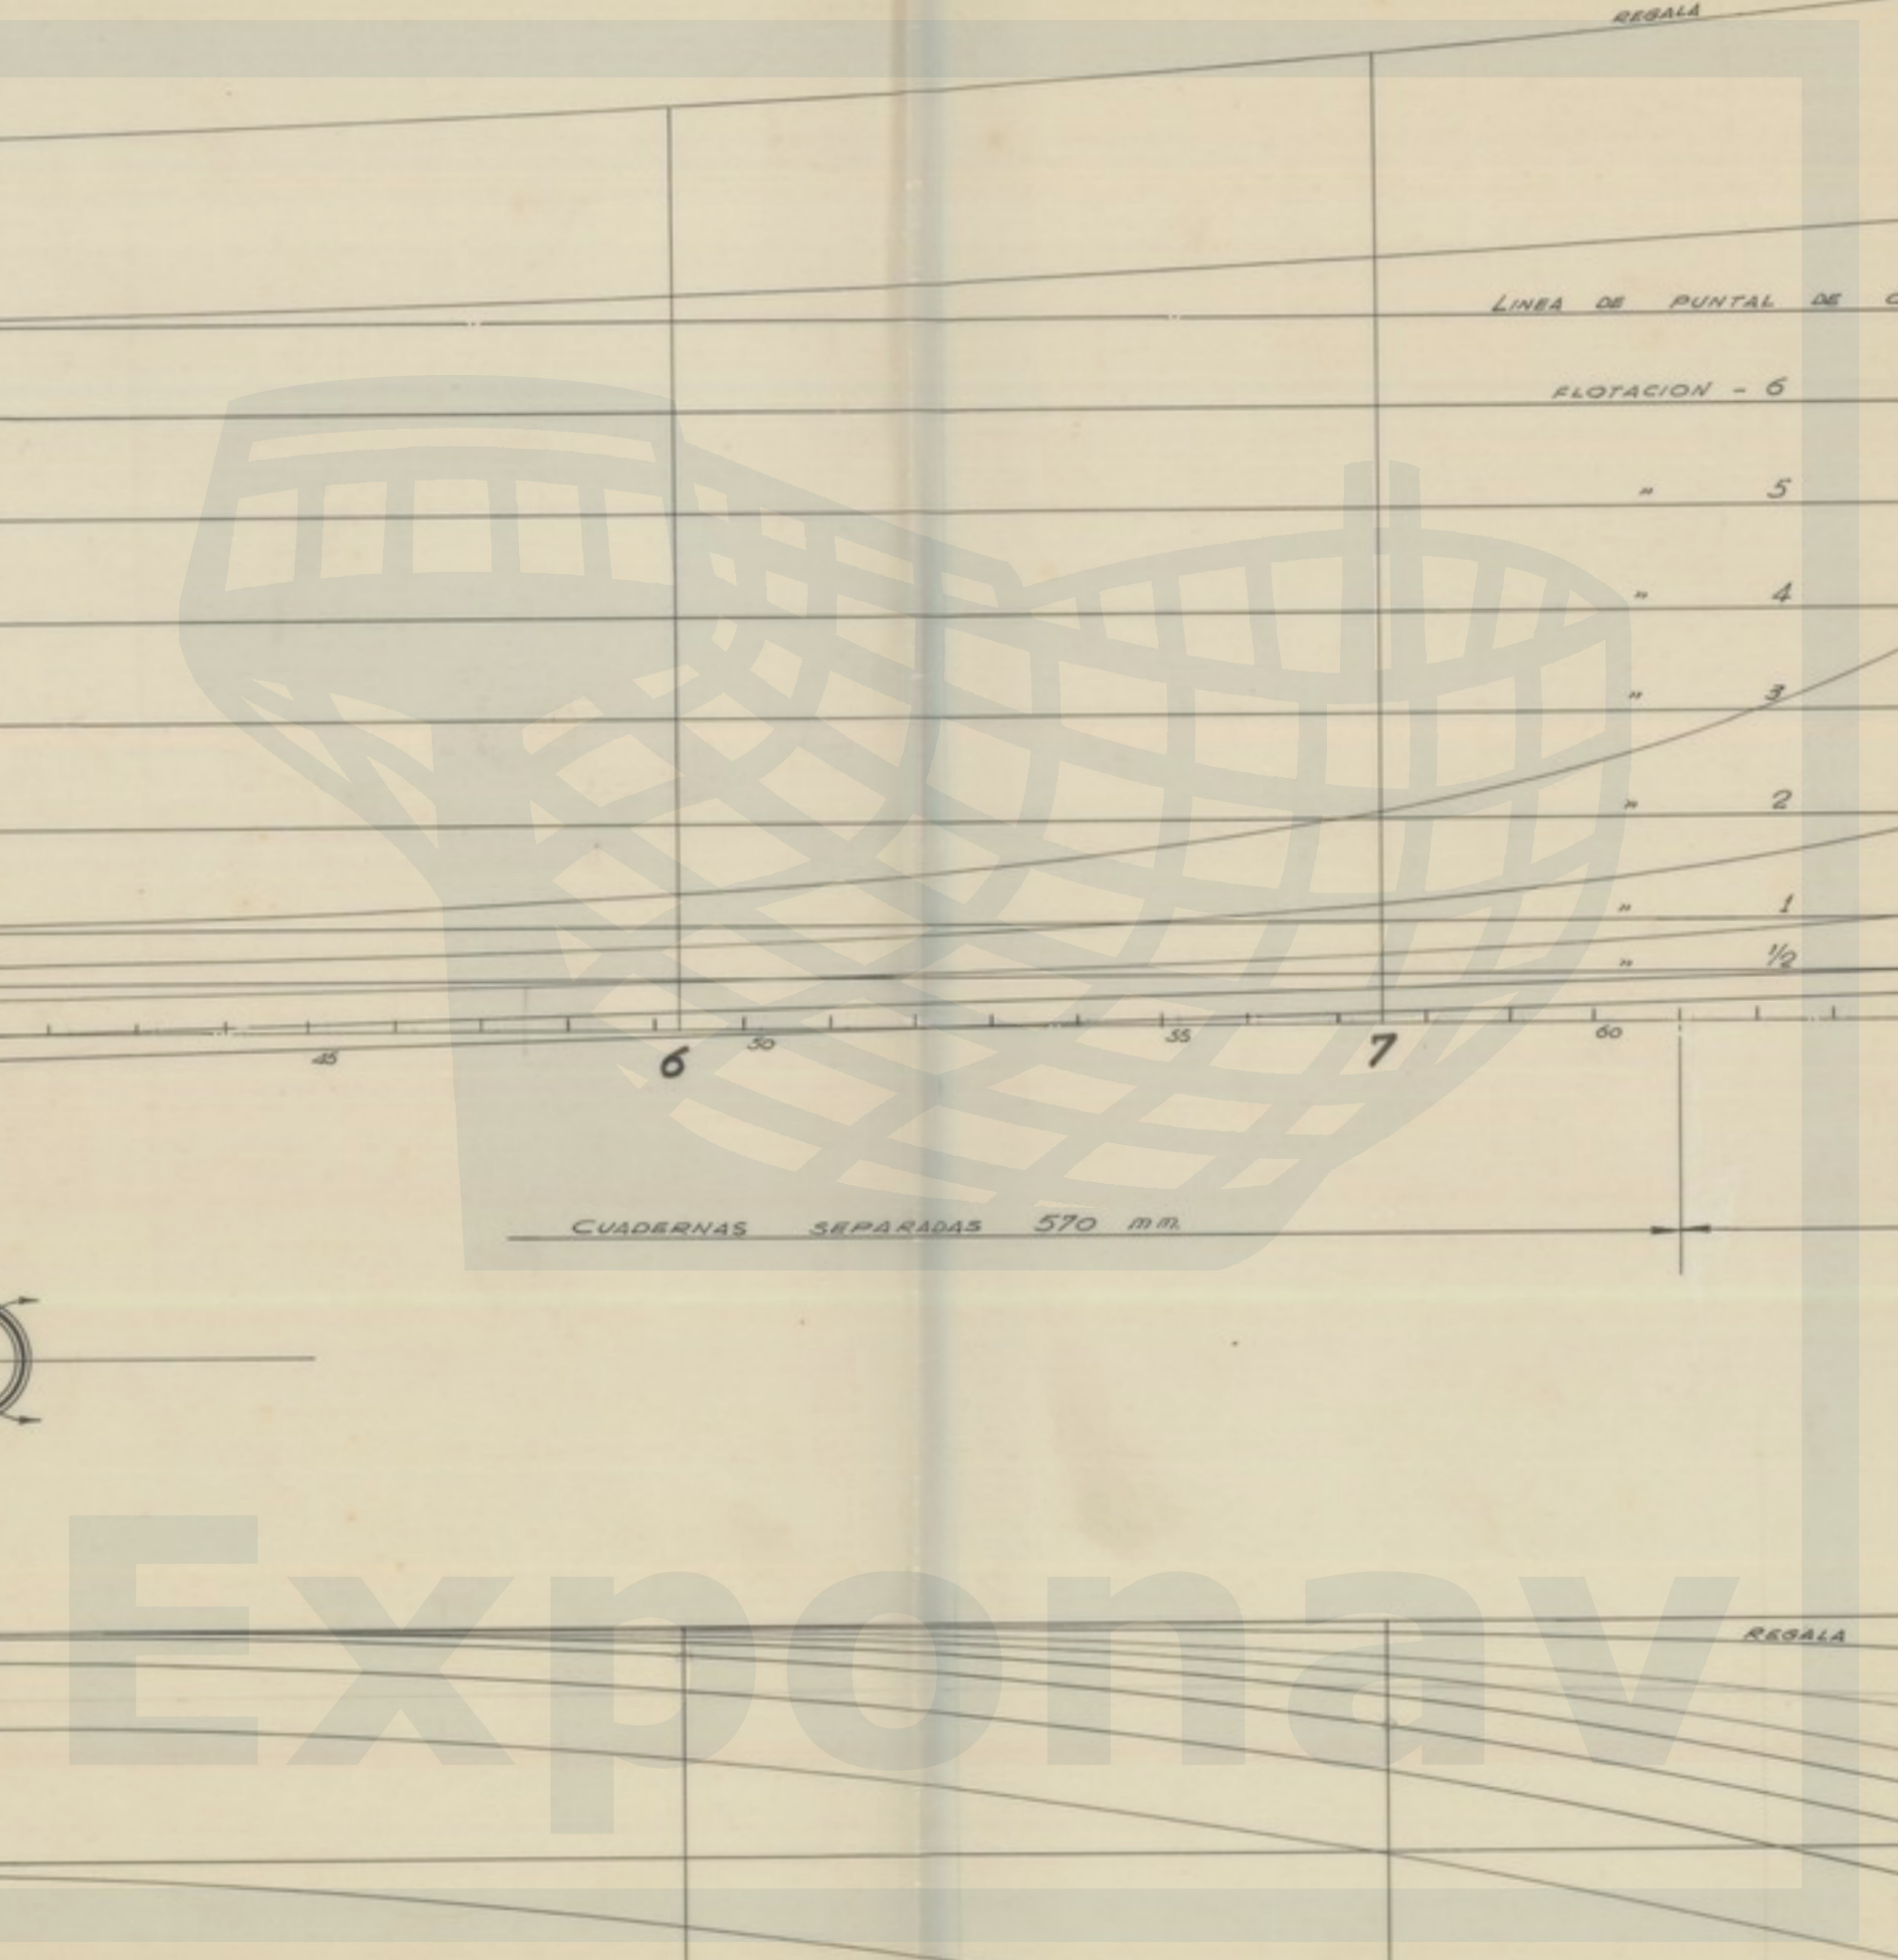 REGALA
LINEA DE PUNTAL DE
FLOTACION - 6
" 5
" 4
" 3
" 2
" 1
" 1/2
45 50 55 60
6 7
CUADERNAS SEPARADAS 570 mm.
Exponav
REGALA